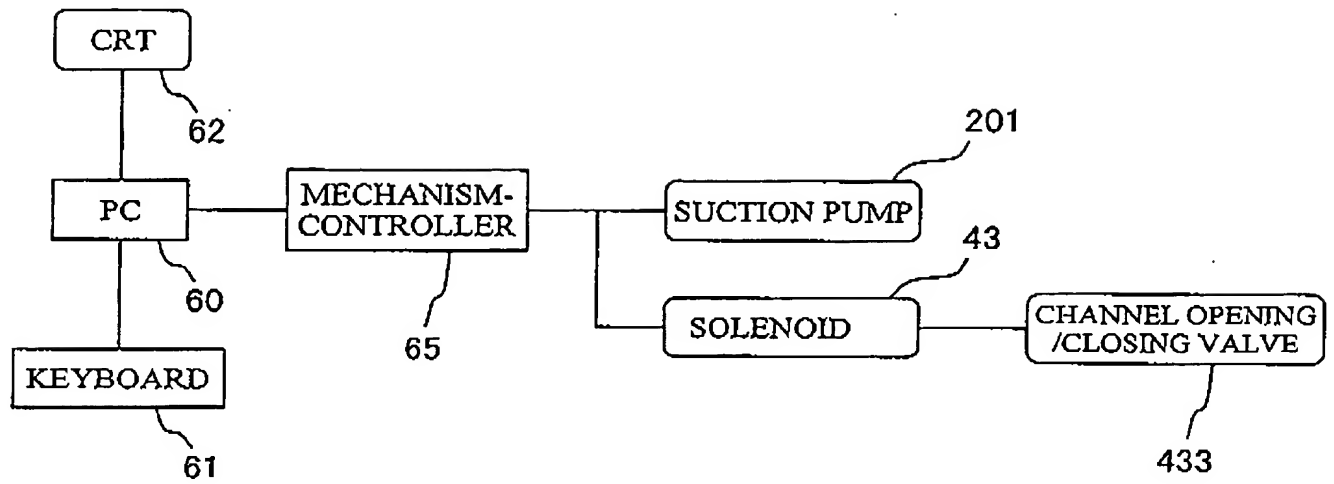 CRT
62
201
PC
MECHANISM-
CONTROLLER
SUCTION PUMP
60
43
65
SOLENOID
CHANNEL OPENING
/CLOSING VALVE
KEYBOARD
61
433